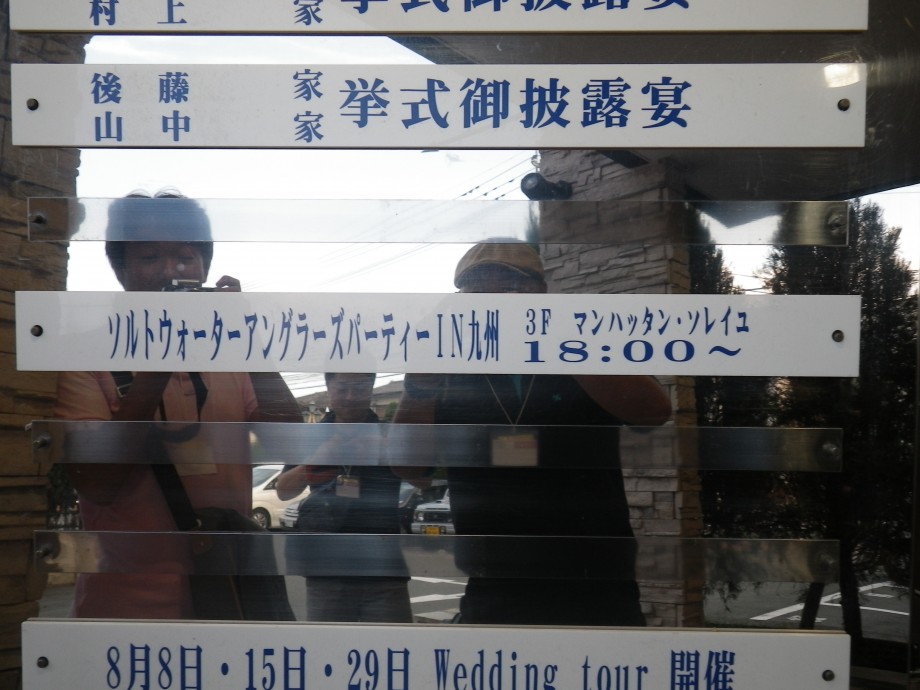 村上 家 挙式御披露宴
後藤 家 挙式御披露宴
山中 家
ソルトウォーターアングラーズパーティーIN九州 3F マンハッタン・ソレイユ
18:00〜
8月8日・15日・29日 Wedding tour 開催